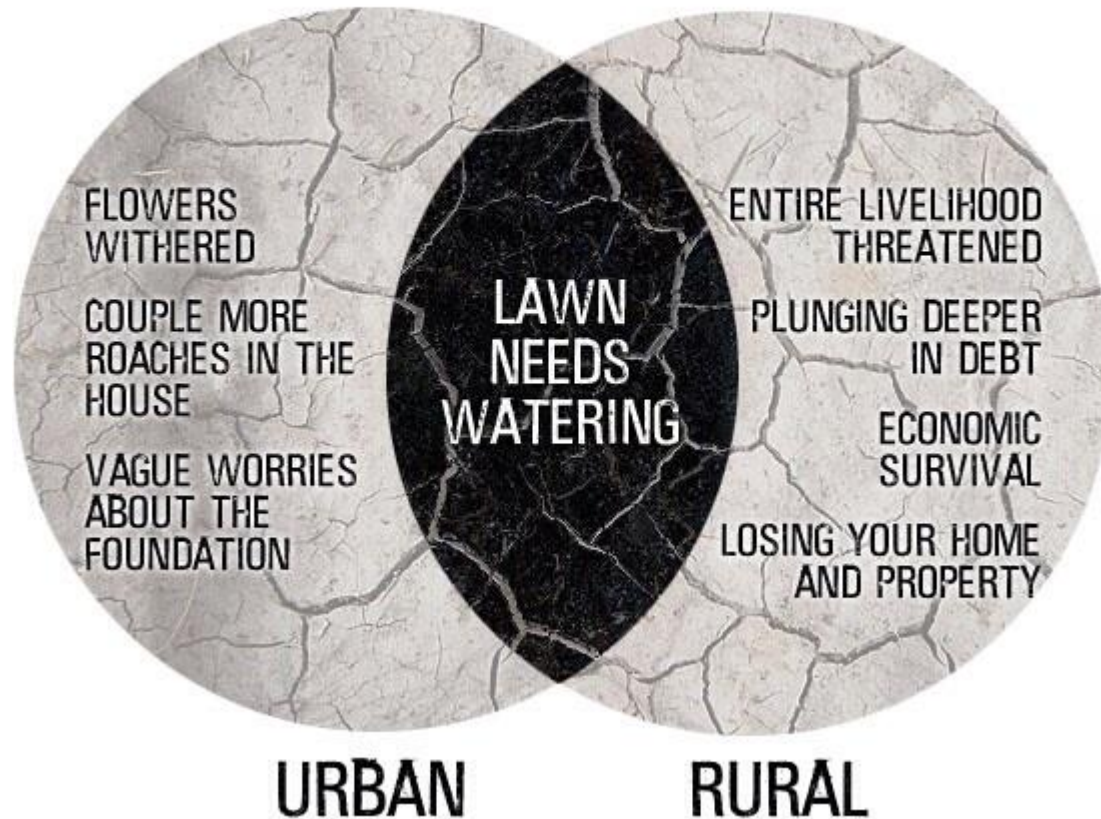 FLOWERS
WITHERED
COUPLE MORE
ROACHES IN THE
HOUSE
VAGUE WORRIES
ABOUT THE
FOUNDATION
LAWN
NEEDS
WATERING
ENTIRE LIVELIHOOD
THREATENED
PLUNGING DEEPER
IN DEBT
ECONOMIC
SURVIVAL
LOSING YOUR HOME
AND PROPERTY
URBAN
RURAL